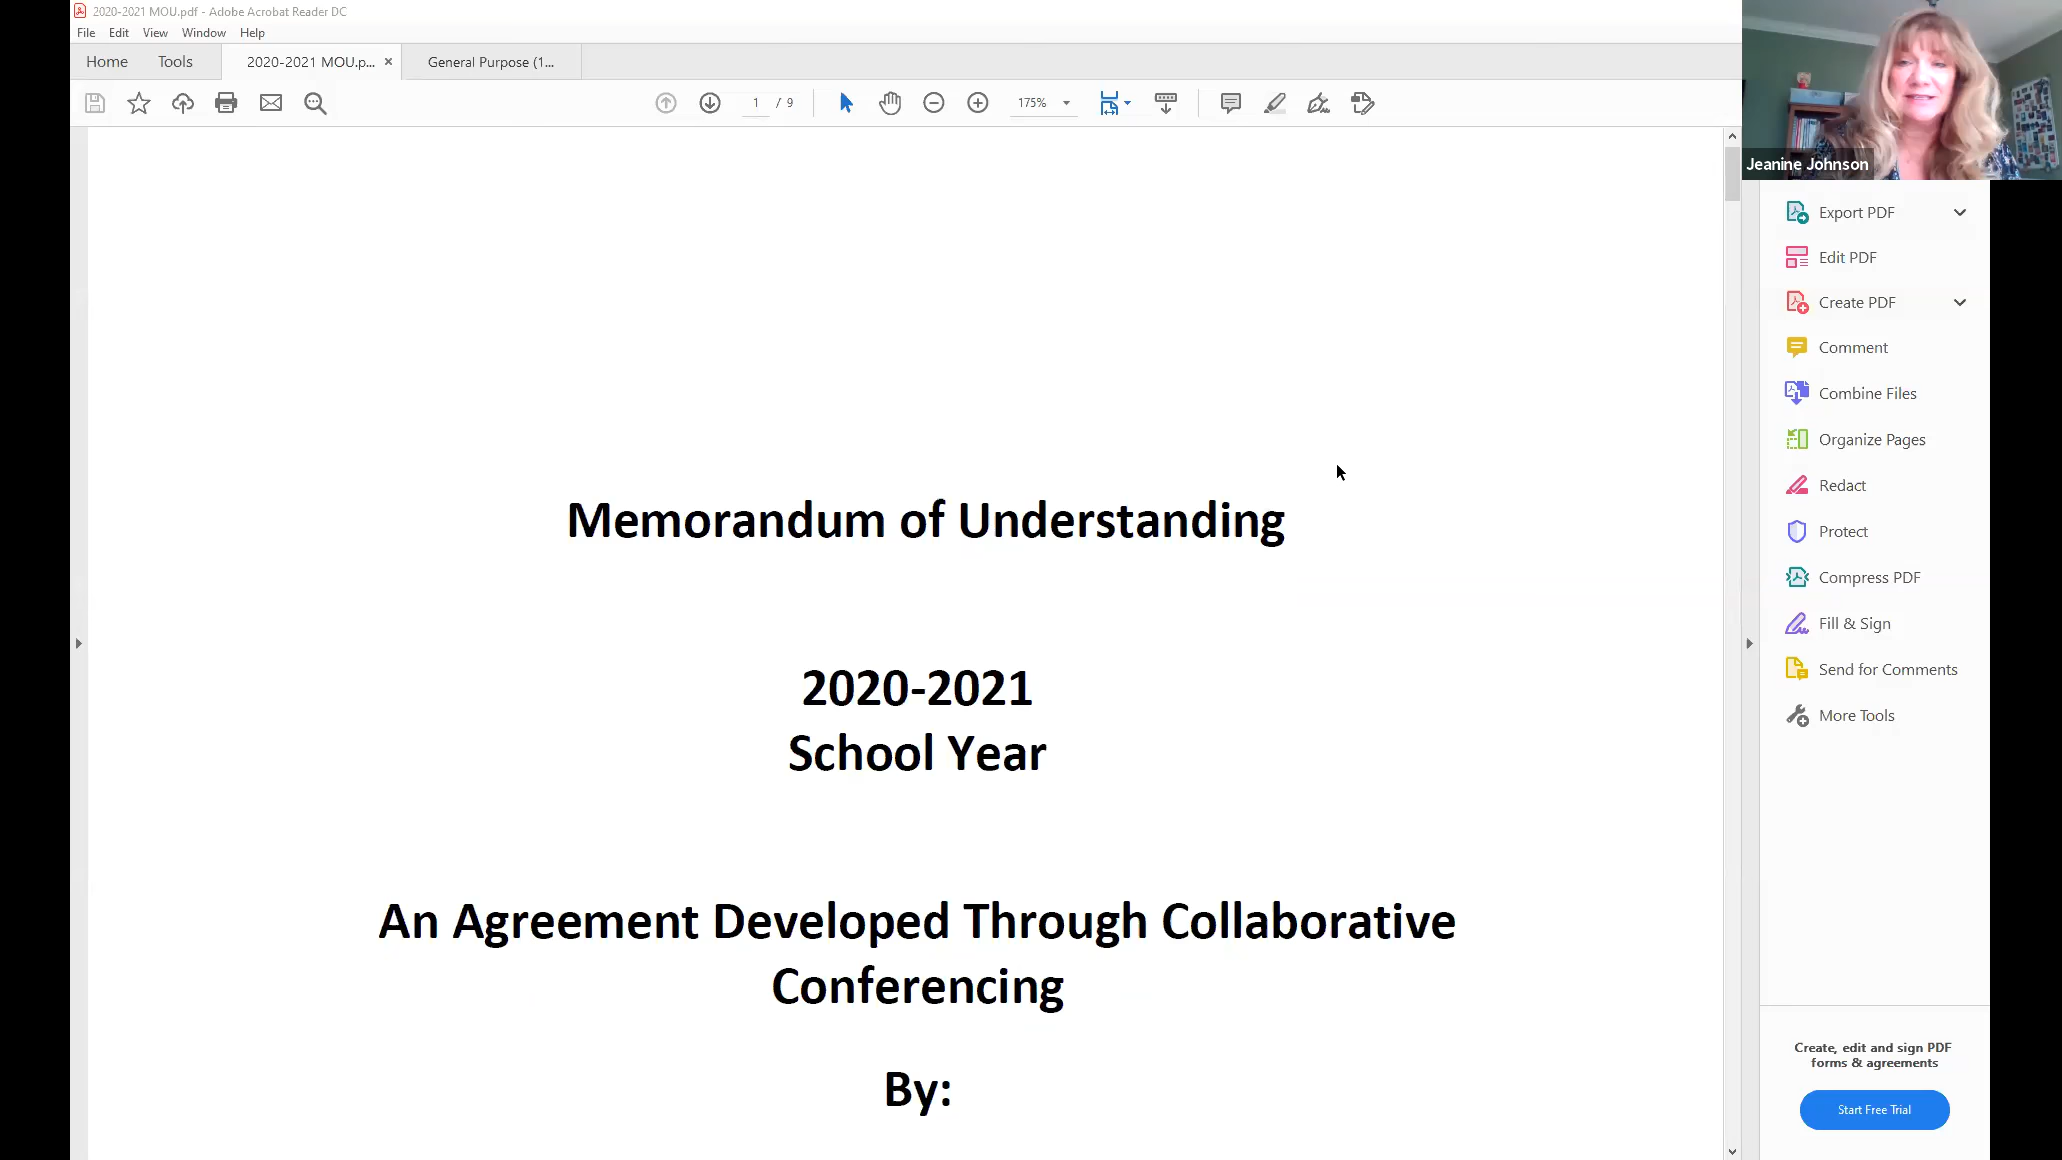 2020-2021 MOU.pdf - Adobe Acrobat Reader DC
File Edit View Window Help
Home Tools 2020-2021 MOU.p... × General Purpose (1...
1 / 9 175%
Jeanine Johnson
Export PDF
Edit PDF
Create PDF
Comment
Combine Files
Organize Pages
Redact
Protect
Compress PDF
Fill & Sign
Send for Comments
More Tools
Memorandum of Understanding
2020-2021
School Year
An Agreement Developed Through Collaborative
Conferencing
By:
Create, edit and sign PDF
forms & agreements
Start Free Trial